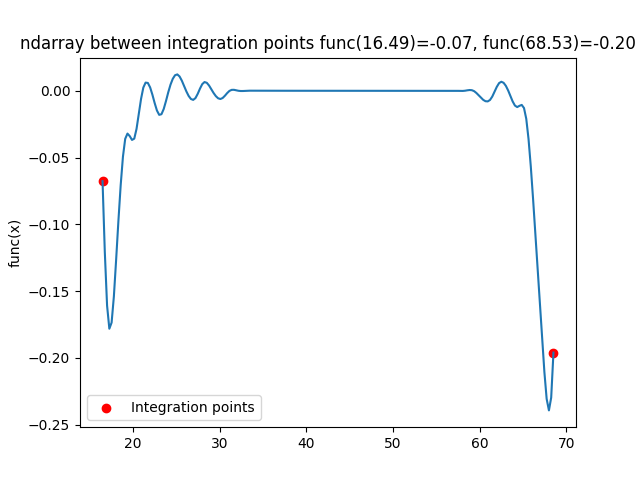 ndarray between integration points func(16.49)=-0.07, func(68.53)=-0.20
0.00
−0.05
−0.10
−0.15
−0.20
−0.25
func(x)
Integration points
20 30 40 50 60 70